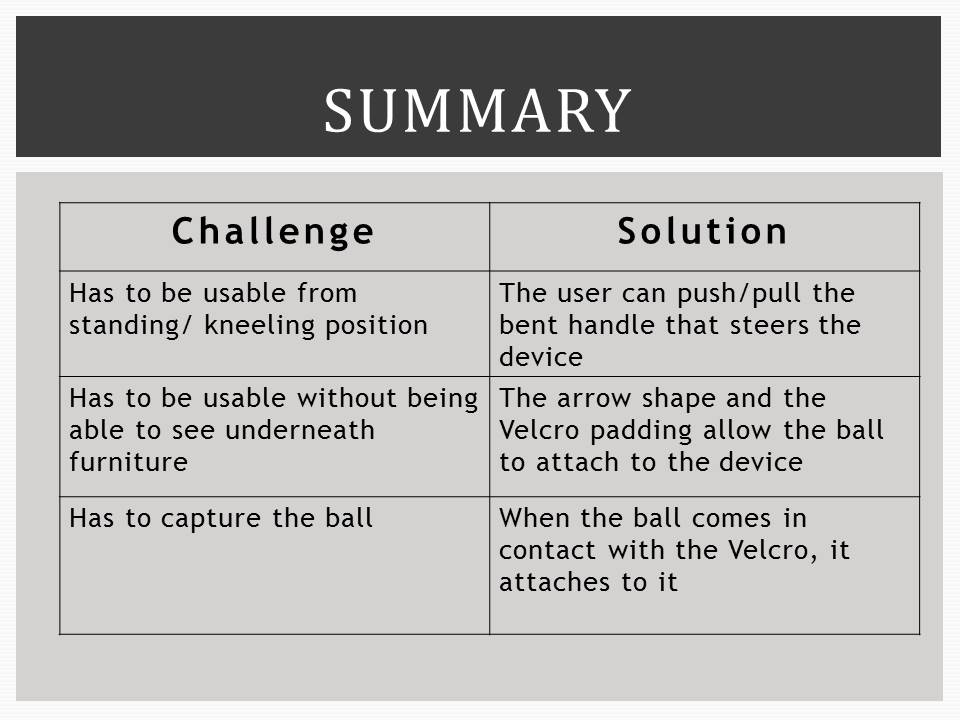 SUMMARY
Challenge
Solution
Has to be usable from
standing/ kneeling position
The user can push/pull the
bent handle that steers the
device
Has to be usable without being
able to see underneath
furniture
The arrow shape and the
Velcro padding allow the ball
to attach to the device
Has to capture the ball
When the ball comes in
contact with the Velcro, it
attaches to it